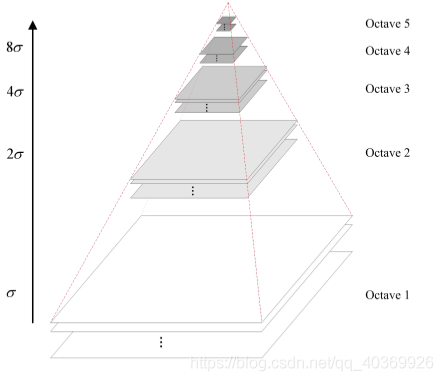 Octave 5
8σ
Octave 4
4σ
Octave 3
2σ
Octave 2
σ
Octave 1
https://blog.csdn.net/qq_40369926